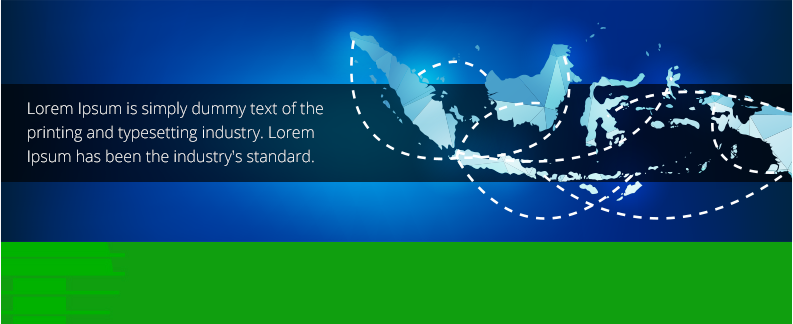 Lorem Ipsum is simply dummy text of the
printing and typesetting industry. Lorem
Ipsum has been the industry's standard.